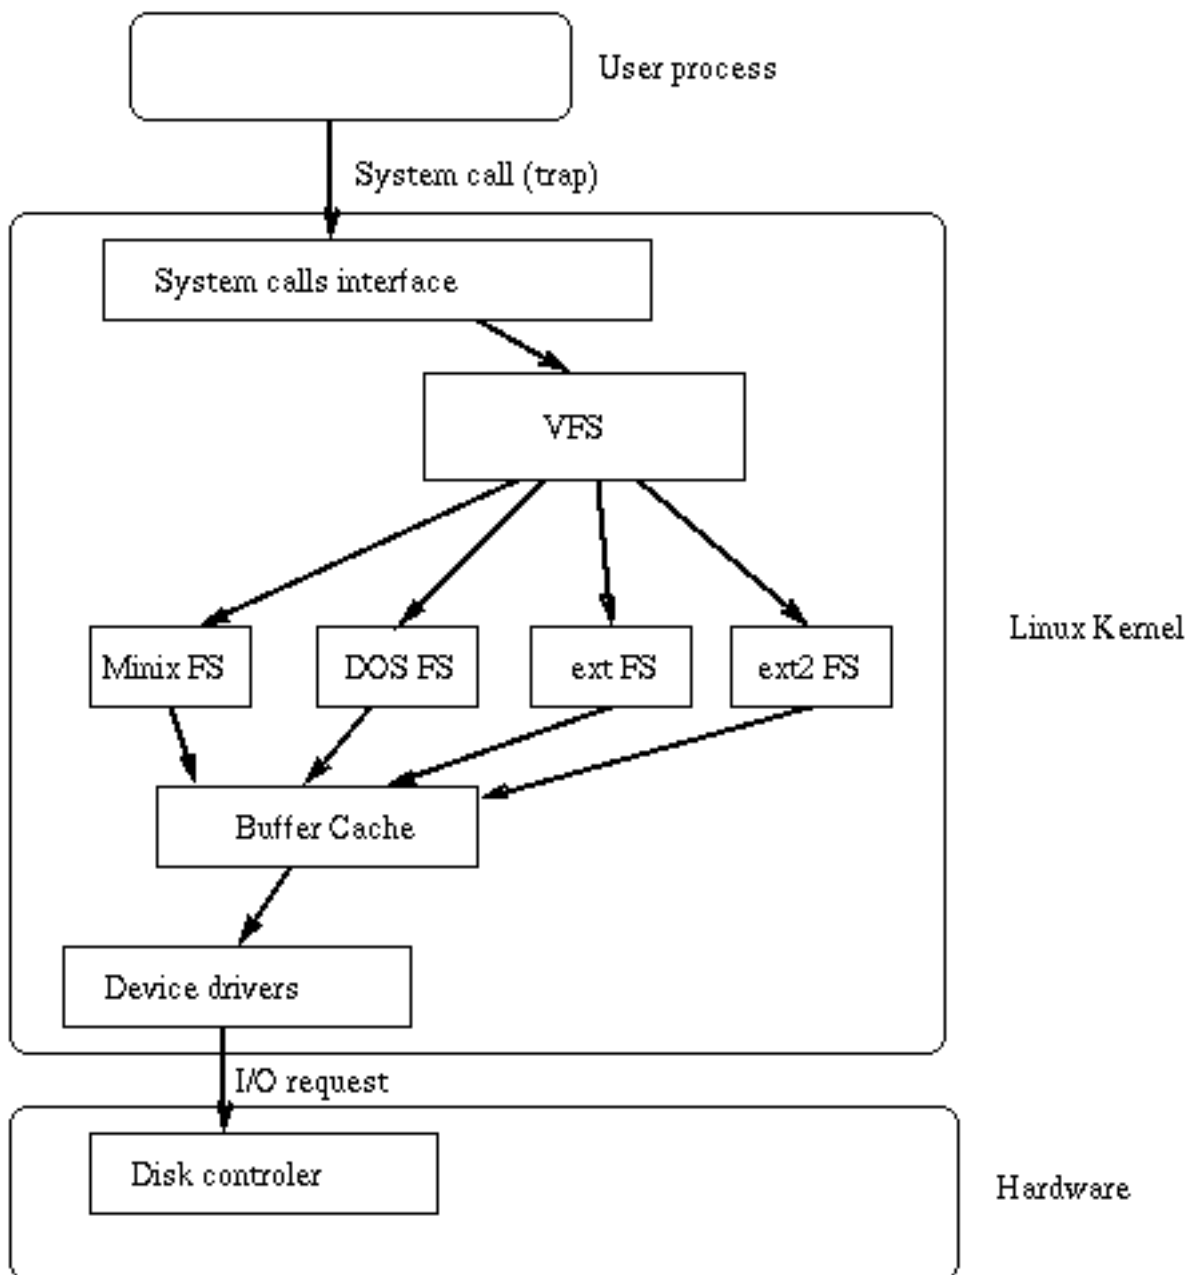 User process
System call (trap)
System calls interface
VFS
Linux Kernel
Minix FS
DOS FS
ext FS
ext2 FS
Buffer Cache
Device drivers
I/O request
Disk controler
Hardware